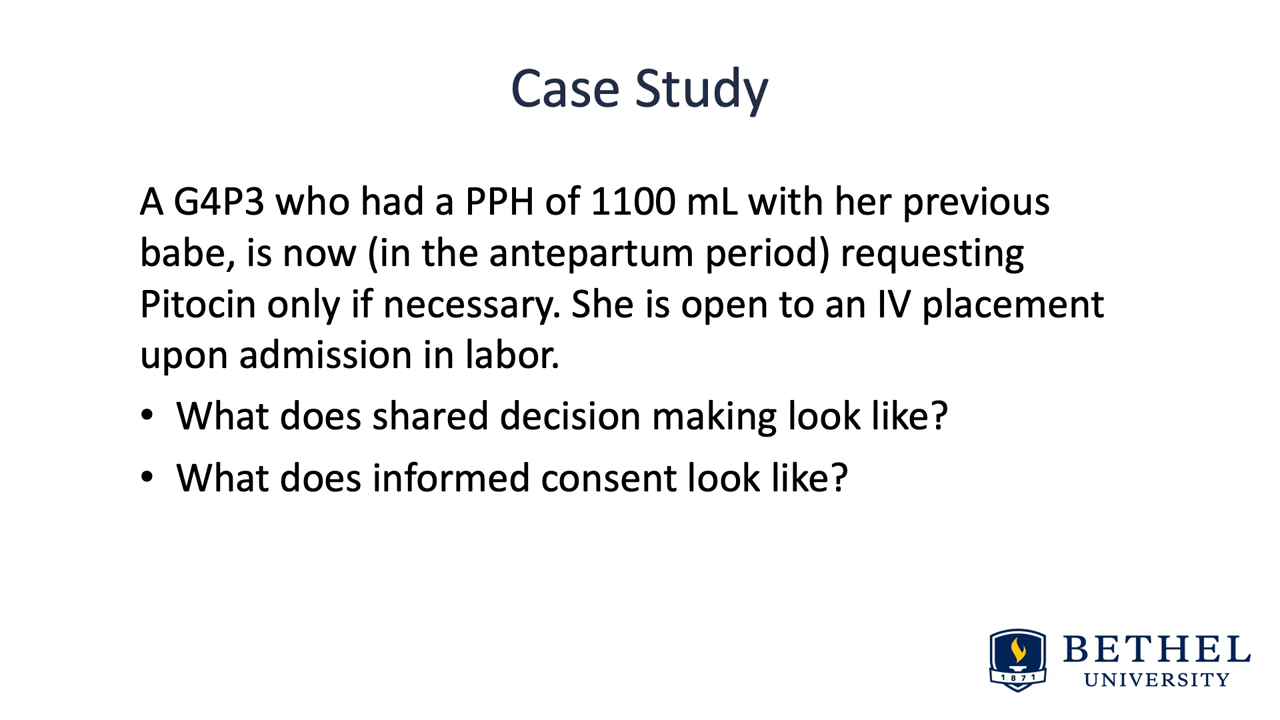 Case Study
A G4P3 who had a PPH of 1100 mL with her previous
babe, is now (in the antepartum period) requesting
Pitocin only if necessary. She is open to an IV placement
upon admission in labor.
• What does shared decision making look like?
• What does informed consent look like?
1871
BETHEL
UNIVERSITY